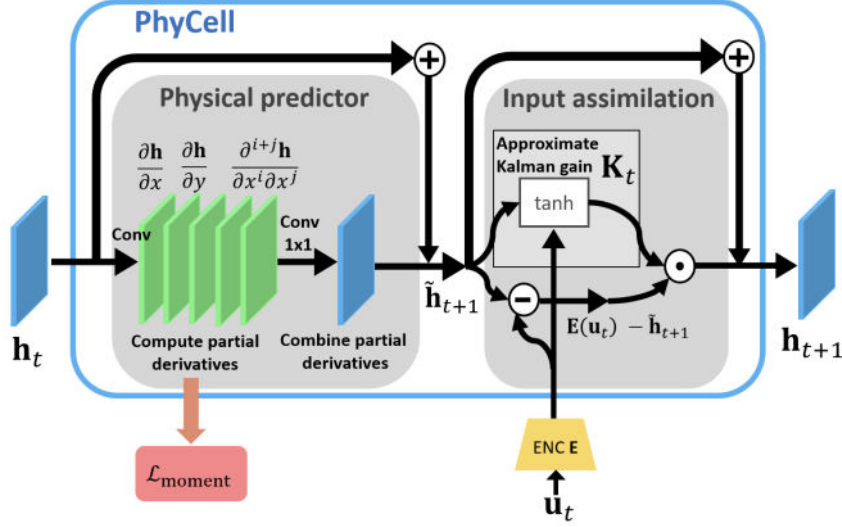 PhyCell
Physical predictor
Input assimilation
+
+
∂h/∂x ∂h/∂y ∂^{i+j}h/∂x^i∂x^j
Approximate
Kalman gain K_t
tanh
Conv
Conv
1x1
h_t
h̃_{t+1}
−
E(u_t) − h̃_{t+1}
h_{t+1}
Compute partial
derivatives
Combine partial
derivatives
ℒ_moment
ENC E
u_t